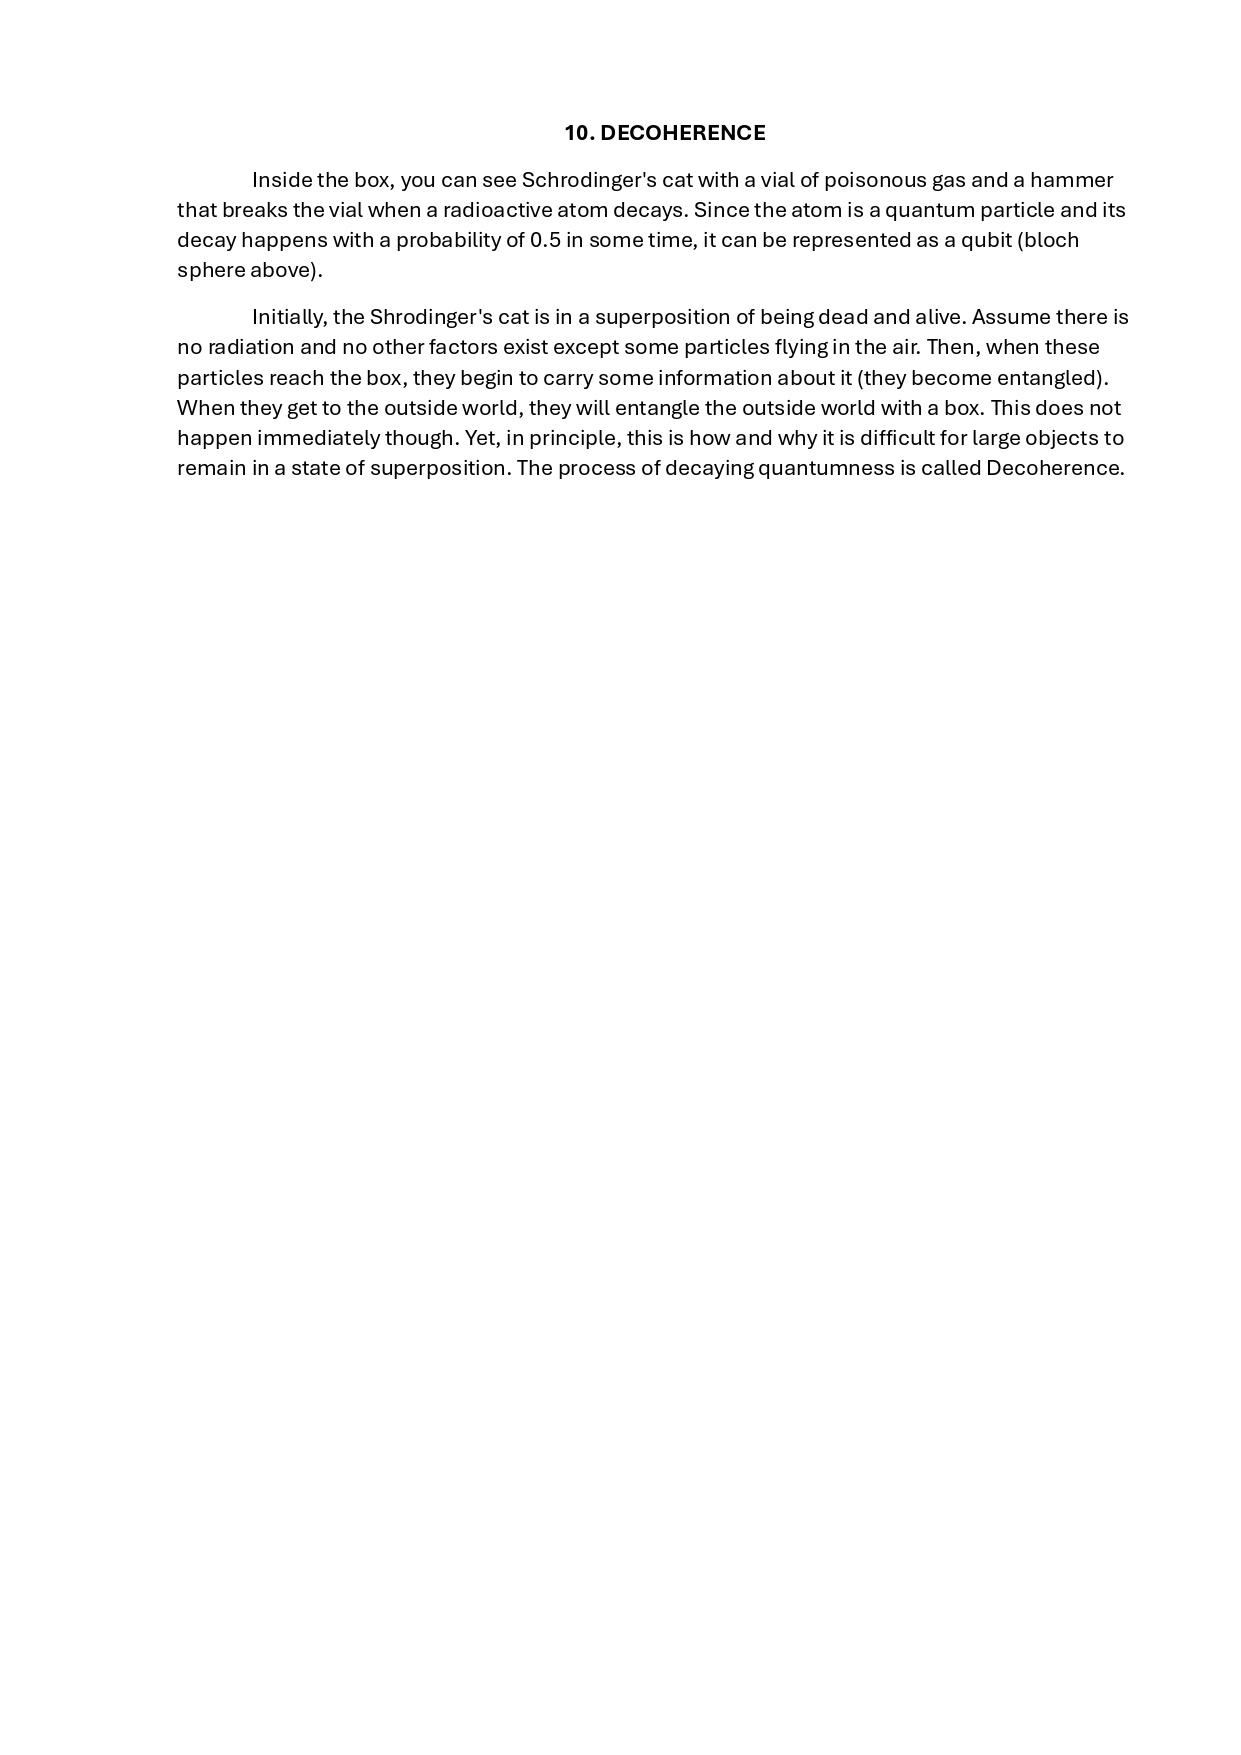 10. DECOHERENCE
Inside the box, you can see Schrodinger's cat with a vial of poisonous gas and a hammer
that breaks the vial when a radioactive atom decays. Since the atom is a quantum particle and its
decay happens with a probability of 0.5 in some time, it can be represented as a qubit (bloch
sphere above).
Initially, the Shrodinger's cat is in a superposition of being dead and alive. Assume there is
no radiation and no other factors exist except some particles flying in the air. Then, when these
particles reach the box, they begin to carry some information about it (they become entangled).
When they get to the outside world, they will entangle the outside world with a box. This does not
happen immediately though. Yet, in principle, this is how and why it is difficult for large objects to
remain in a state of superposition. The process of decaying quantumness is called Decoherence.